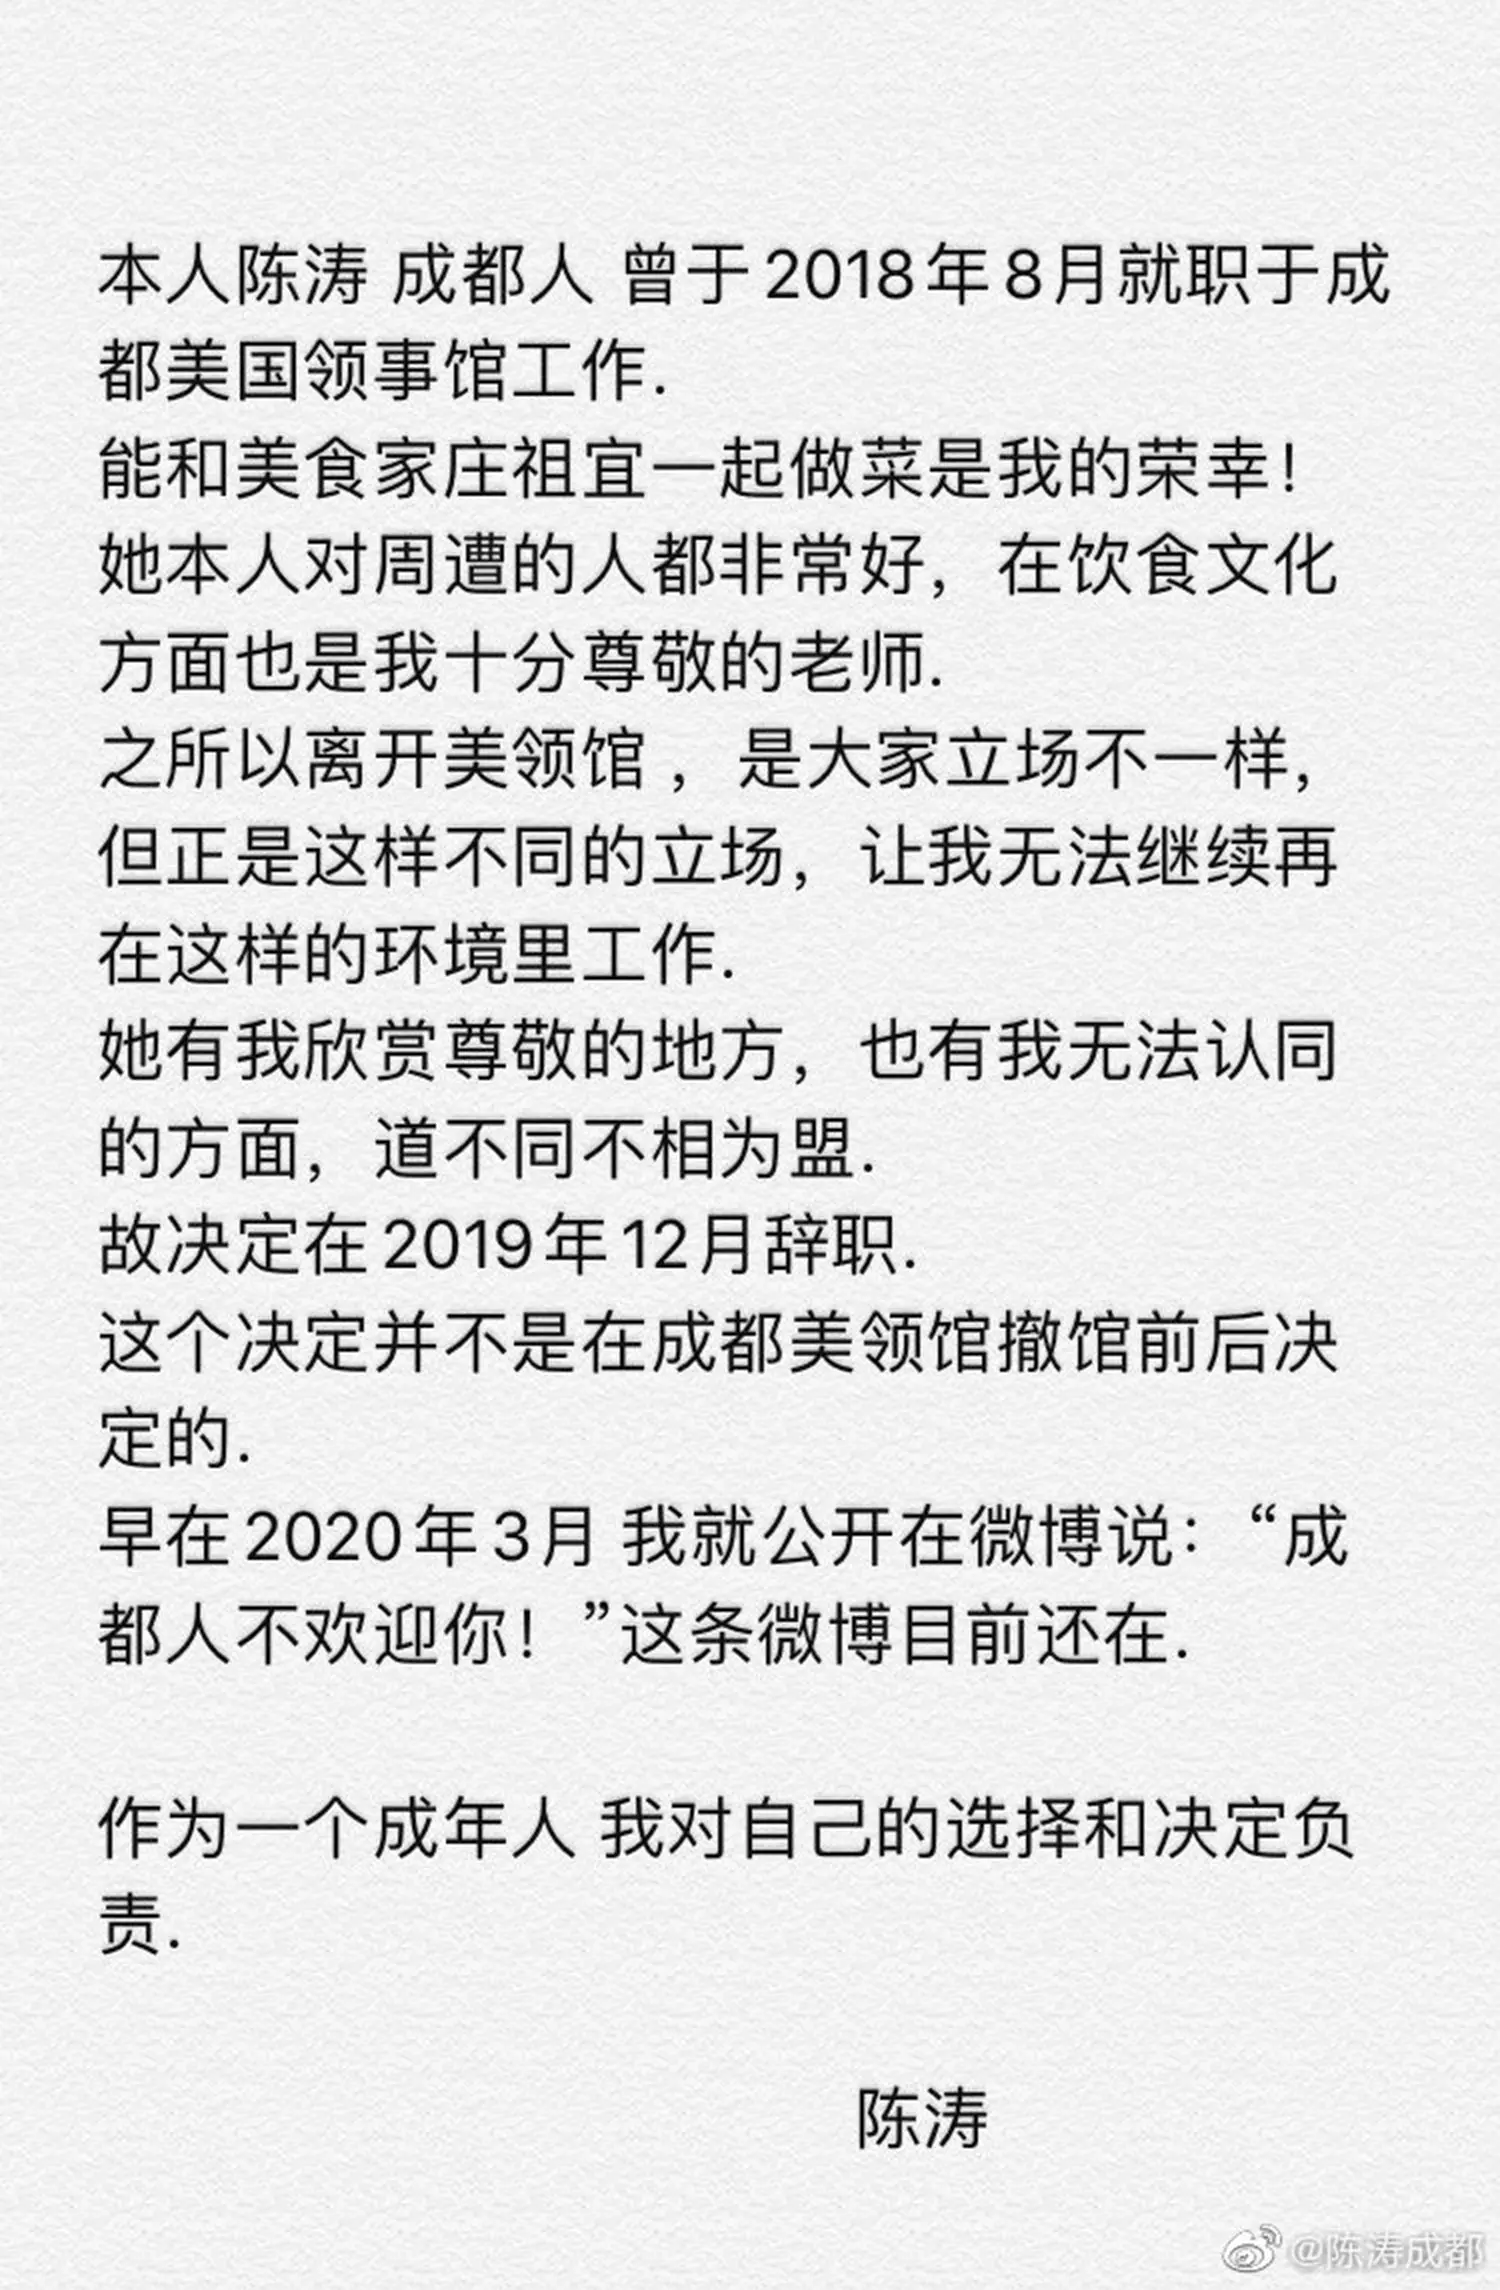 本人陈涛 成都人 曾于2018年8月就职于成
都美国领事馆工作.
能和美食家庄祖宜一起做菜是我的荣幸！
她本人对周遭的人都非常好，在饮食文化
方面也是我十分尊敬的老师.
之所以离开美领馆 ，是大家立场不一样，
但正是这样不同的立场，让我无法继续再
在这样的环境里工作.
她有我欣赏尊敬的地方，也有我无法认同
的方面，道不同不相为盟.
故决定在2019年12月辞职.
这个决定并不是在成都美领馆撤馆前后决
定的.
早在2020年3月 我就公开在微博说：“成
都人不欢迎你！”这条微博目前还在.
作为一个成年人 我对自己的选择和决定负
责.
陈涛
@陈涛成都